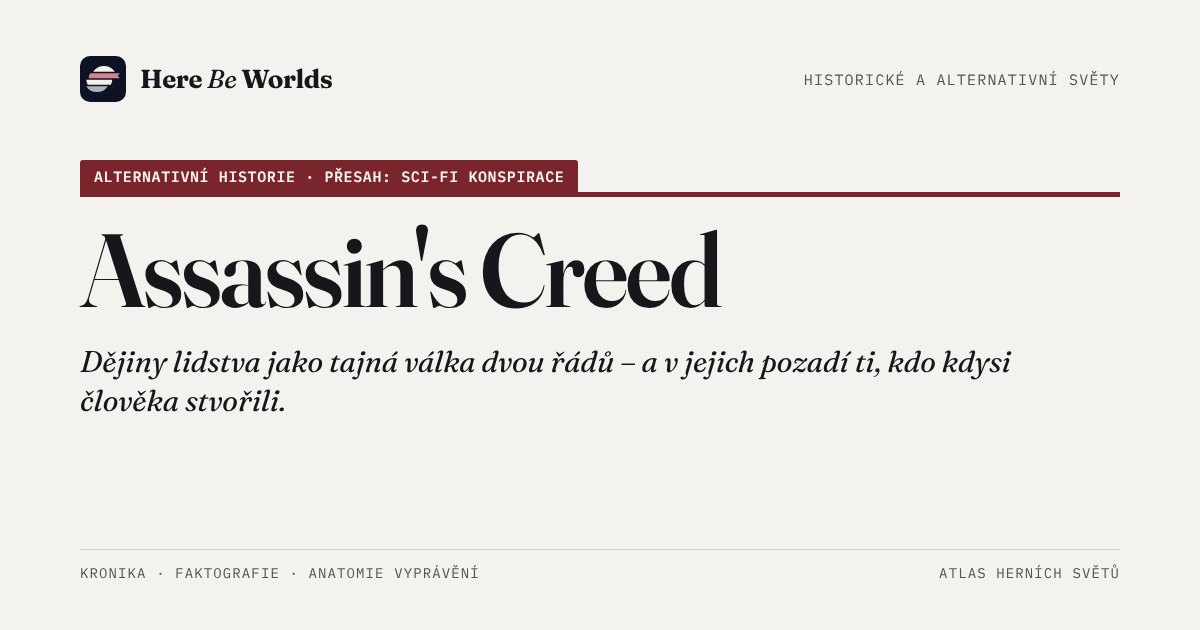 Here Be Worlds
HISTORICKÉ A ALTERNATIVNÍ SVĚTY
ALTERNATIVNÍ HISTORIE · PŘESAH: SCI-FI KONSPIRACE
Assassin's Creed
Dějiny lidstva jako tajná válka dvou řádů – a v jejich pozadí ti, kdo kdysi
člověka stvořili.
KRONIKA · FAKTOGRAFIE · ANATOMIE VYPRÁVĚNÍ
ATLAS HERNÍCH SVĚTŮ